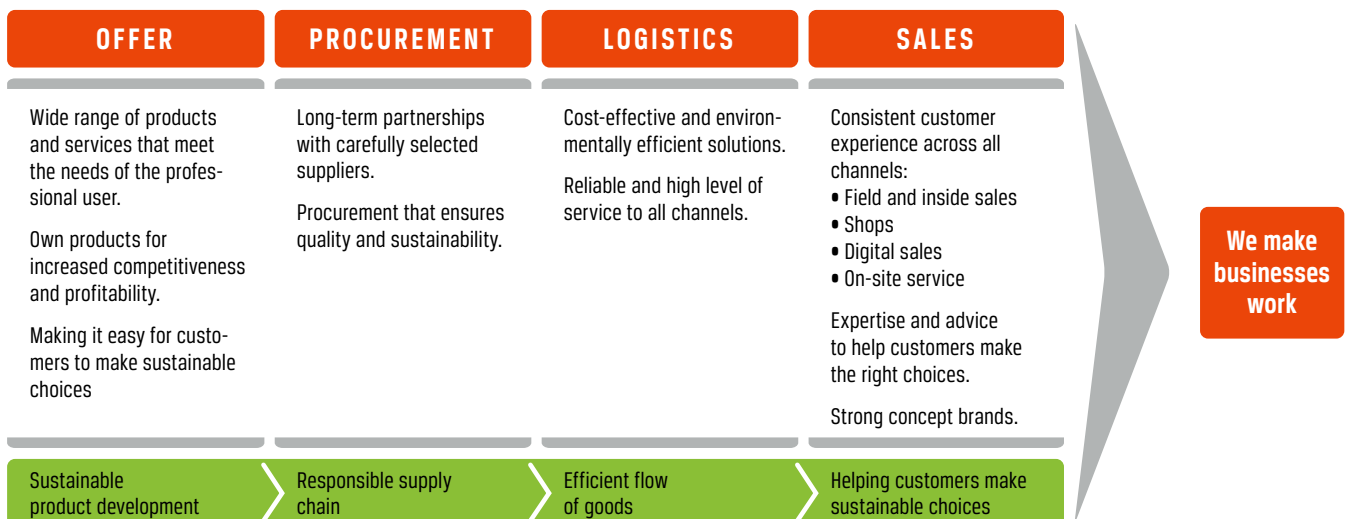 OFFER
Wide range of products
and services that meet
the needs of the profes-
sional user.
Own products for
increased competitiveness
and profitability.
Making it easy for custo-
mers to make sustainable
choices
Sustainable
product development
PROCUREMENT
Long-term partnerships
with carefully selected
suppliers.
Procurement that ensures
quality and sustainability.
Responsible supply
chain
LOGISTICS
Cost-effective and environ-
mentally efficient solutions.
Reliable and high level of
service to all channels.
Efficient flow
of goods
SALES
Consistent customer
experience across all
channels:
• Field and inside sales
• Shops
• Digital sales
• On-site service
Expertise and advice
to help customers make
the right choices.
Strong concept brands.
Helping customers make
sustainable choices
We make
businesses
work